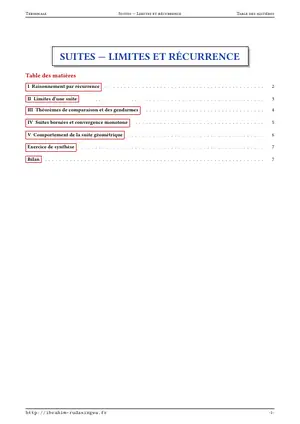 Terminale Suites – Limites et récurrence Table des matières
SUITES – LIMITES ET RÉCURRENCE
Table des matières
I Raisonnement par récurrence 2
II Limites d'une suite 3
III Théorèmes de comparaison et des gendarmes 4
IV Suites bornées et convergence monotone 5
V Comportement de la suite géométrique 6
Exercice de synthèse 7
Bilan 7
http://ibrahim-rudasingwa.fr -1-